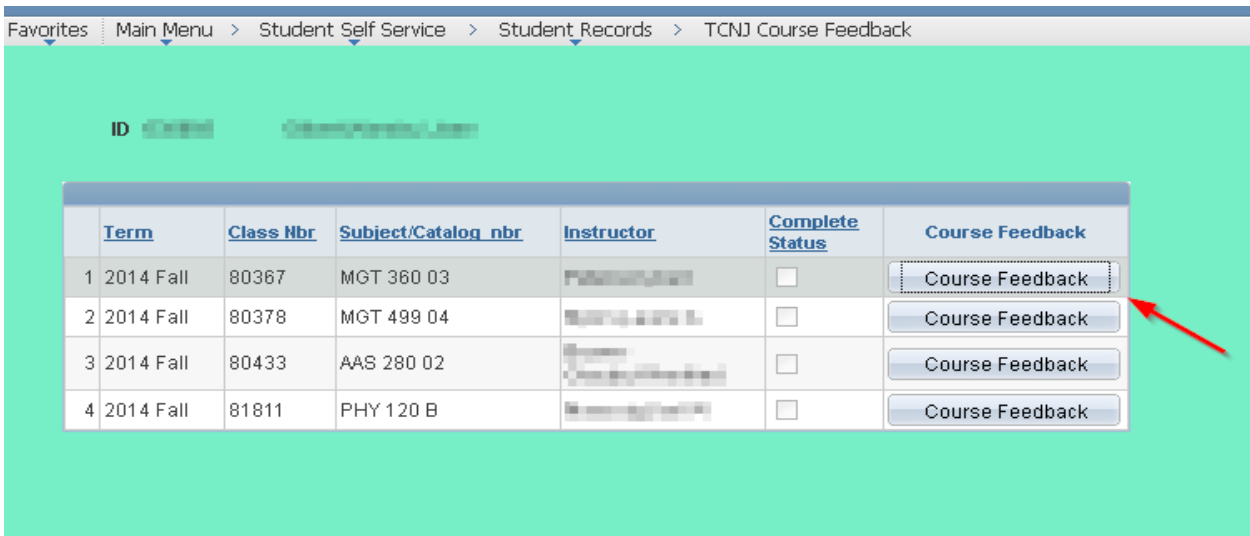 Favorites Main Menu > Student Self Service > Student Records > TCNJ Course Feedback
ID
Term Class Nbr Subject/Catalog nbr Instructor Complete Status Course Feedback
1 2014 Fall 80367 MGT 360 03 Course Feedback
2 2014 Fall 80378 MGT 499 04 Course Feedback
3 2014 Fall 80433 AAS 280 02 Course Feedback
4 2014 Fall 81811 PHY 120 B Course Feedback